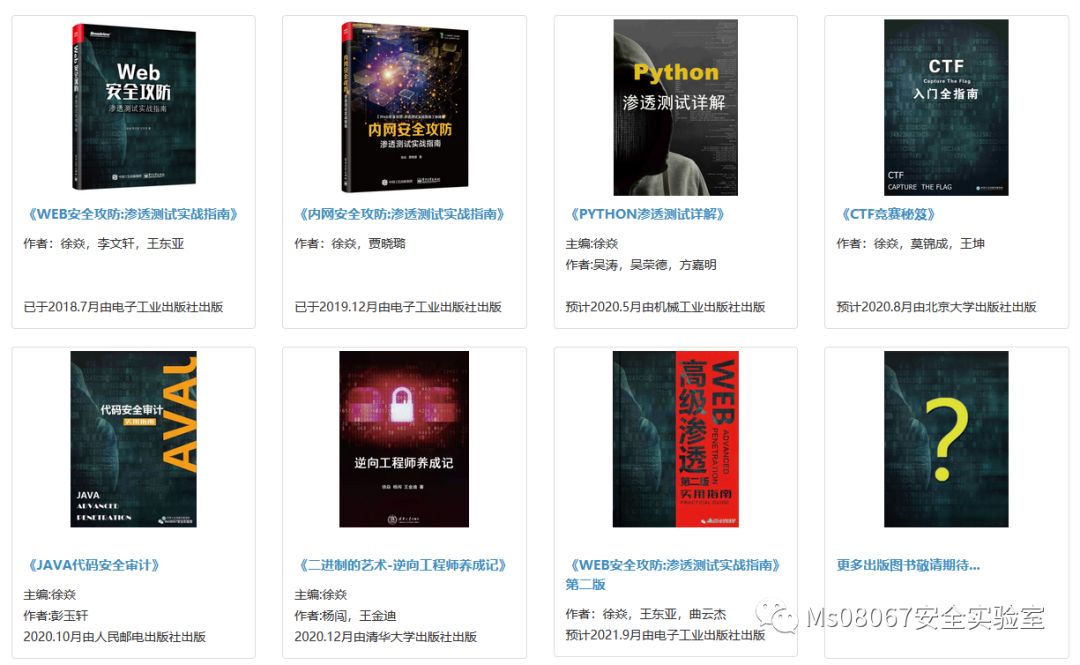 Web
安全攻防
渗透测试实战指南
内网安全攻防
渗透测试实战指南
Python
渗透测试详解
CTF
Capture The Flag
入门全指南
CTF
CAPTURE THE FLAG
《WEB安全攻防:渗透测试实战指南》
作者：徐焱，李文轩，王东亚
已于2018.7月由电子工业出版社出版
《内网安全攻防:渗透测试实战指南》
作者：徐焱，贾晓璐
已于2019.12月由电子工业出版社出版
《PYTHON渗透测试详解》
主编:徐焱
作者:吴涛，吴荣德，方嘉明
预计2020.5月由机械工业出版社出版
《CTF竞赛秘笈》
作者：徐焱，莫锦成，王坤
预计2020.8月由北京大学出版社出版
代码安全审计
实用指南
JAVA
JAVA
ADVANCED
PENETRATION
逆向工程师养成记
徐焱 杨闯 王金迪 著
WEB
高级渗透
ADVANCED
PENETRATION
第二版
实用指南
PRACTICAL GUIDE
?
《JAVA代码安全审计》
主编:徐焱
作者:彭玉轩
2020.10月由人民邮电出版社出版
《二进制的艺术-逆向工程师养成记》
主编:徐焱
作者:杨闯，王金迪
2020.12月由清华大学出版社出版
《WEB安全攻防:渗透测试实战指南》
第二版
作者：徐焱，王东亚，曲云杰
预计2021.9月由电子工业出版社出版
更多出版图书敬请期待...
Ms08067安全实验室